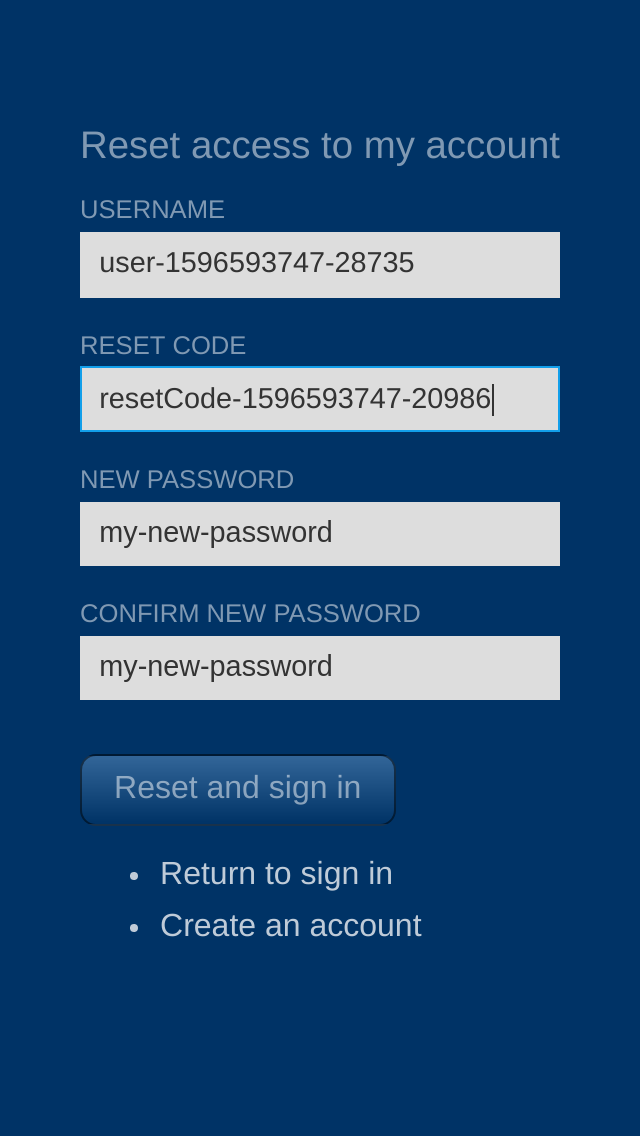 Reset access to my account
USERNAME
user-1596593747-28735
RESET CODE
resetCode-1596593747-20986
NEW PASSWORD
my-new-password
CONFIRM NEW PASSWORD
my-new-password
Reset and sign in
Return to sign in
Create an account